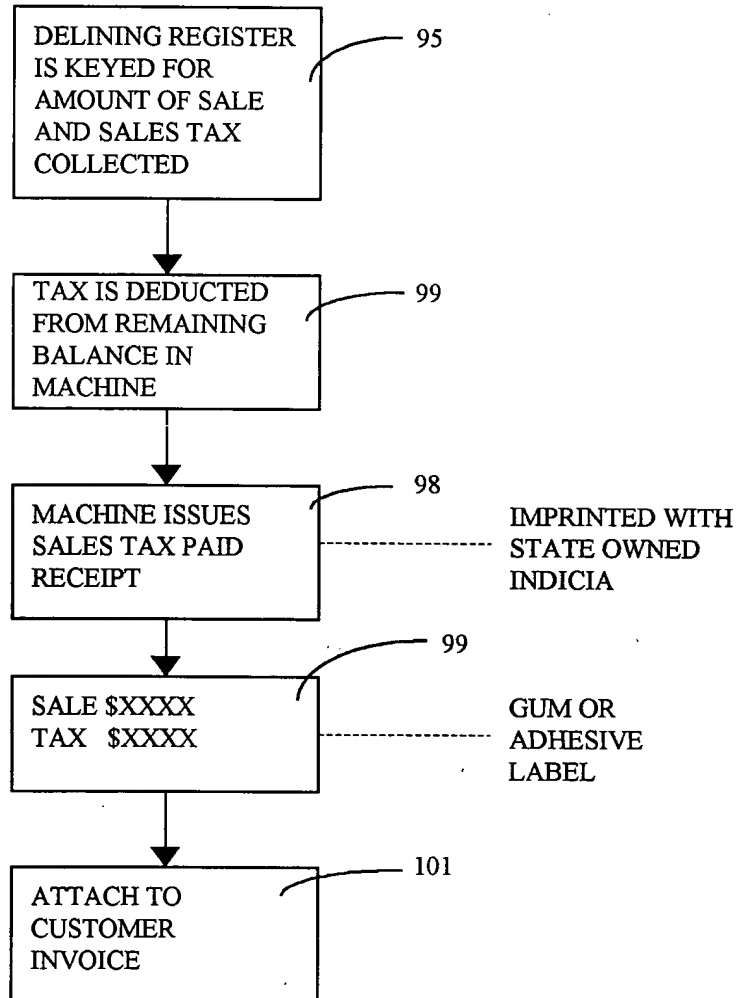 DELINING REGISTER
IS KEYED FOR
AMOUNT OF SALE
AND SALES TAX
COLLECTED
95
TAX IS DEDUCTED
FROM REMAINING
BALANCE IN
MACHINE
99
MACHINE ISSUES
SALES TAX PAID
RECEIPT
98
IMPRINTED WITH
STATE OWNED
INDICIA
SALE $XXXX
TAX $XXXX
99
GUM OR
ADHESIVE
LABEL
ATTACH TO
CUSTOMER
INVOICE
101